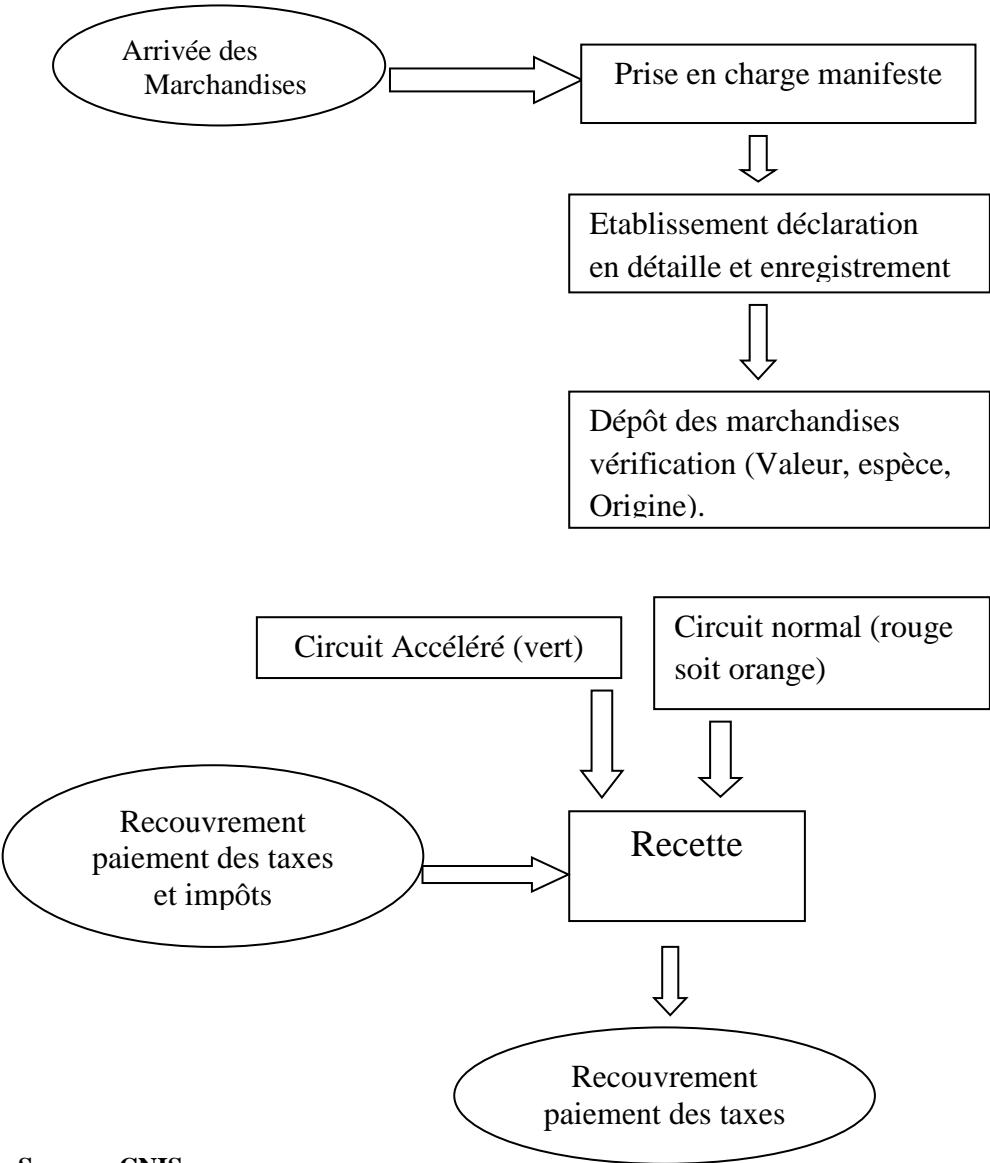 Arrivée des
Marchandises
Prise en charge manifeste
Etablissement déclaration
en détaille et enregistrement
Dépôt des marchandises
vérification (Valeur, espèce,
Origine).
Circuit Accéléré (vert)
Circuit normal (rouge
soit orange)
Recouvrement
paiement des taxes
et impôts
Recette
Recouvrement
paiement des taxes
CNIS